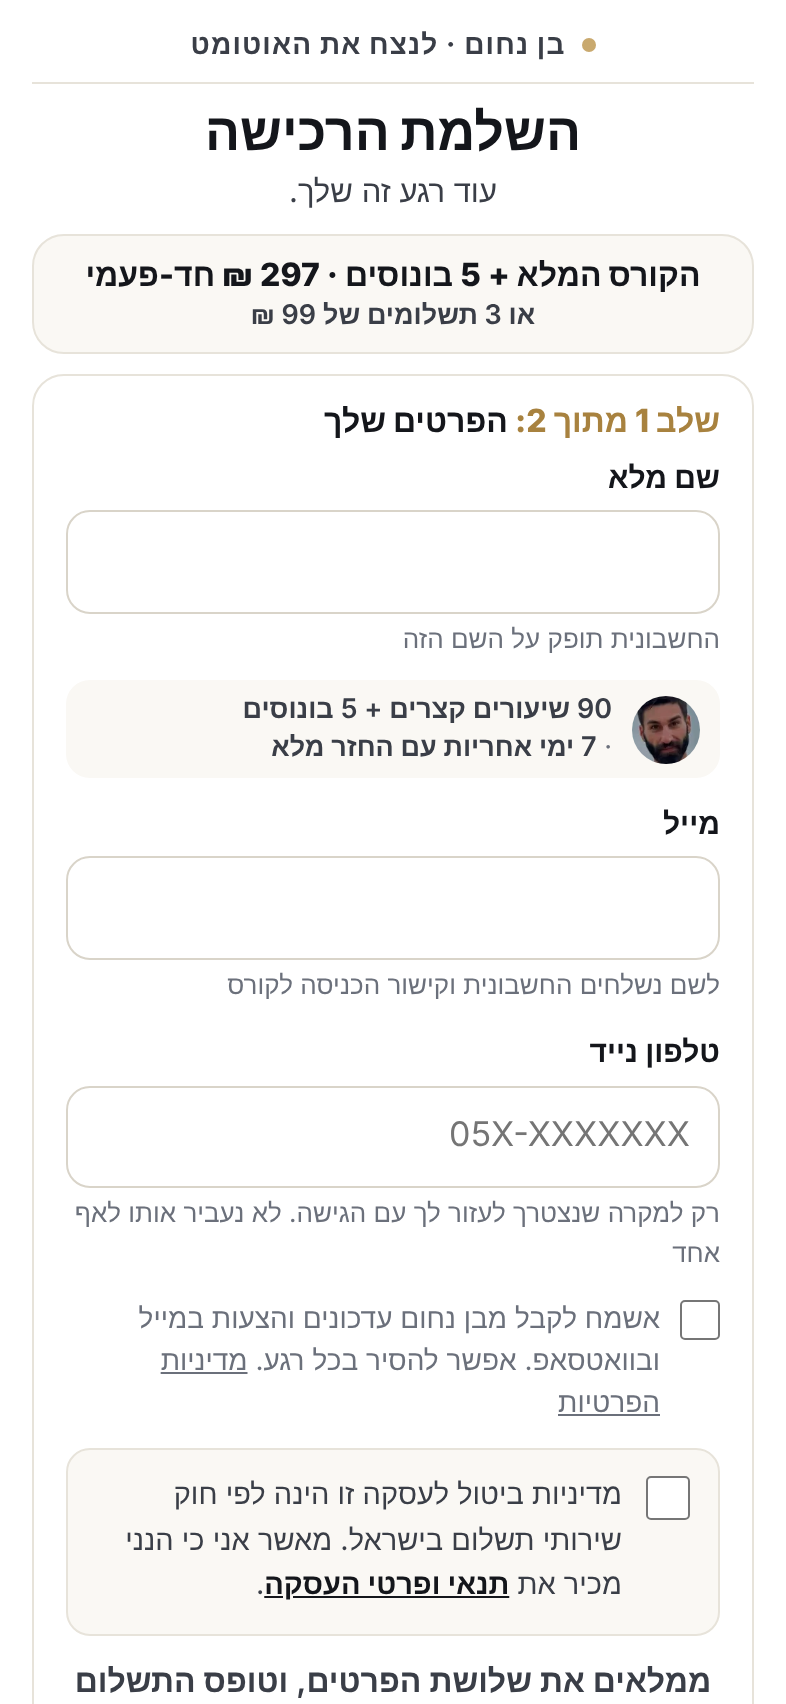 בן נחום · לנצח את האוטומט
השלמת הרכישה
עוד רגע זה שלך.
הקורס המלא + 5 בונוסים · 297 ₪ חד-פעמי
או 3 תשלומים של 99 ₪
שלב 1 מתוך 2: הפרטים שלך
שם מלא
החשבונית תופק על השם הזה
90 שיעורים קצרים + 5 בונוסים
· 7 ימי אחריות עם החזר מלא
מייל
לשם נשלחים החשבונית וקישור הכניסה לקורס
טלפון נייד
05X-XXXXXXX
רק למקרה שנצטרך לעזור לך עם הגישה. לא נעביר אותו לאף
אחד
אשמח לקבל מבן נחום עדכונים והצעות במייל
ובוואטסאפ. אפשר להסיר בכל רגע. מדיניות
הפרטיות
מדיניות ביטול לעסקה זו הינה לפי חוק
שירותי תשלום בישראל. מאשר אני כי הנני
מכיר את תנאי ופרטי העסקה.
ממלאים את שלושת הפרטים, וטופס התשלום